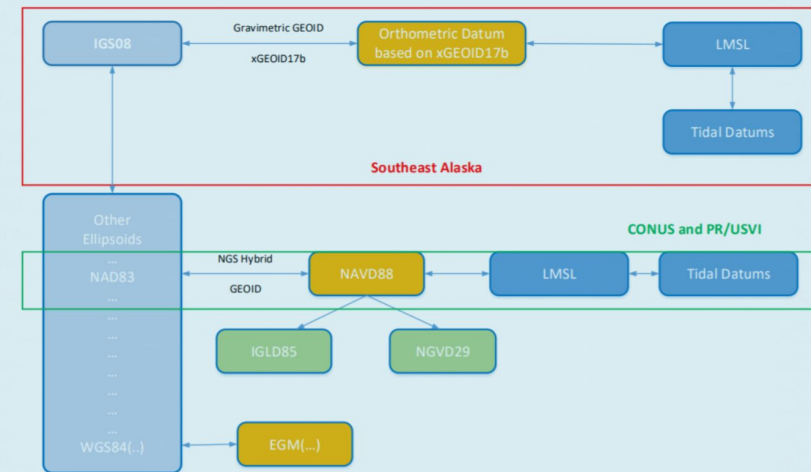 IGS08
Gravimetric GEOID
xGEOID17b
Orthometric Datum
based on xGEOID17b
LMSL
Tidal Datums
Southeast Alaska
Other
Ellipsoids
...
NAD83
...
...
...
...
...
...
...
WGS84(..)
CONUS and PR/USVI
NGS Hybrid
GEOID
NAVD88
LMSL
Tidal Datums
IGLD85
NGVD29
EGM(...)